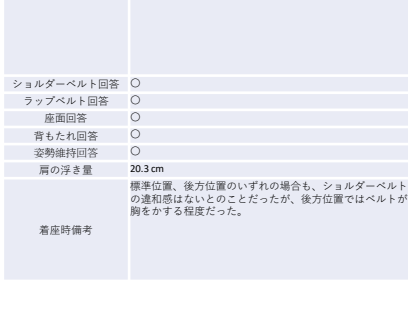 ショルダーベルト回答 ○
ラップベルト回答 ○
座面回答 ○
背もたれ回答 ○
姿勢維持回答 ○
肩の浮き量 20.3 cm
着座時備考
標準位置、後方位置のいずれの場合も、ショルダーベルト
の違和感はないとのことだったが、後方位置ではベルトが
胸をかする程度だった。